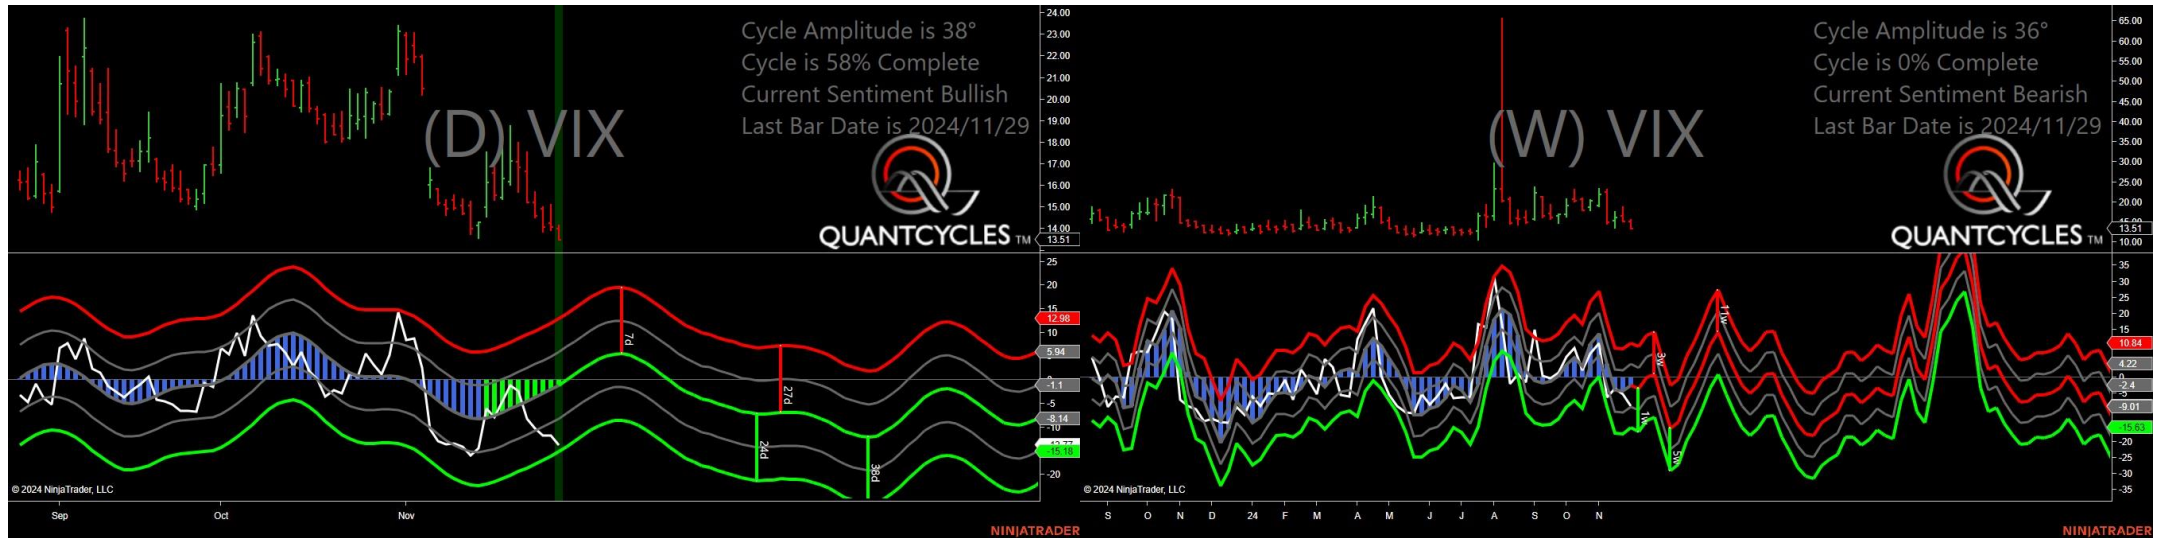 Cycle Amplitude is 38°
Cycle is 58% Complete
Current Sentiment Bullish
Last Bar Date is 2024/11/29
(D) VIX
QUANTCYCLES TM
24.00
23.00
22.00
21.00
20.00
19.00
18.00
17.00
16.00
15.00
14.00
13.51
25
20
15
12.98
10
5.94
-1.1
-5
-8.14
-10
-15.18
-20
7d
27d
24d
38d
© 2024 NinjaTrader, LLC
Sep
Oct
Nov
NINJATRADER
Cycle Amplitude is 36°
Cycle is 0% Complete
Current Sentiment Bearish
Last Bar Date is 2024/11/29
(W) VIX
QUANTCYCLES TM
65.00
60.00
55.00
50.00
45.00
40.00
35.00
30.00
25.00
20.00
13.51
10.00
35
30
25
20
15
10.84
4.22
0
-2.4
-5
-9.01
-15.63
-20
-25
-30
-35
11w
3w
1w
5w
© 2024 NinjaTrader, LLC
S O N D 24 F M A M J J A S O N
NINJATRADER